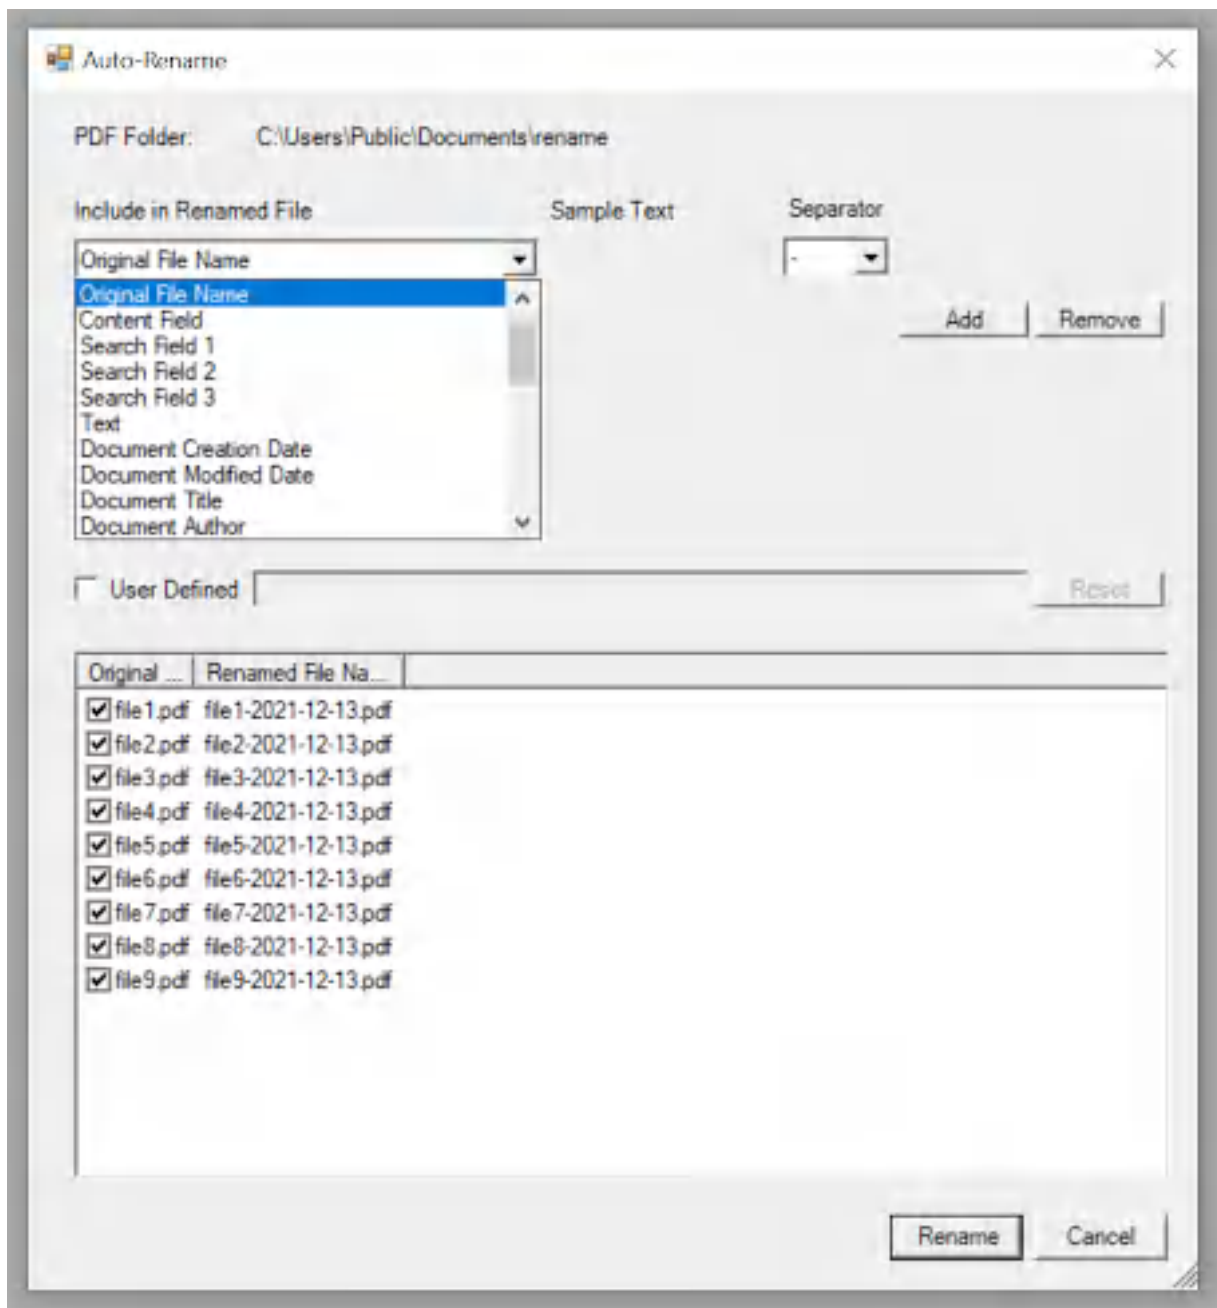 Auto-Rename
PDF Folder: C:\Users\Public\Documents\rename
Include in Renamed File Sample Text Separator
Original File Name -
Original File Name
Content Field
Search Field 1
Search Field 2
Search Field 3
Text
Document Creation Date
Document Modified Date
Document Title
Document Author
Add Remove
User Defined Reset
Original ... Renamed File Na...
file1.pdf file1-2021-12-13.pdf
file2.pdf file2-2021-12-13.pdf
file3.pdf file3-2021-12-13.pdf
file4.pdf file4-2021-12-13.pdf
file5.pdf file5-2021-12-13.pdf
file6.pdf file6-2021-12-13.pdf
file7.pdf file7-2021-12-13.pdf
file8.pdf file8-2021-12-13.pdf
file9.pdf file9-2021-12-13.pdf
Rename Cancel